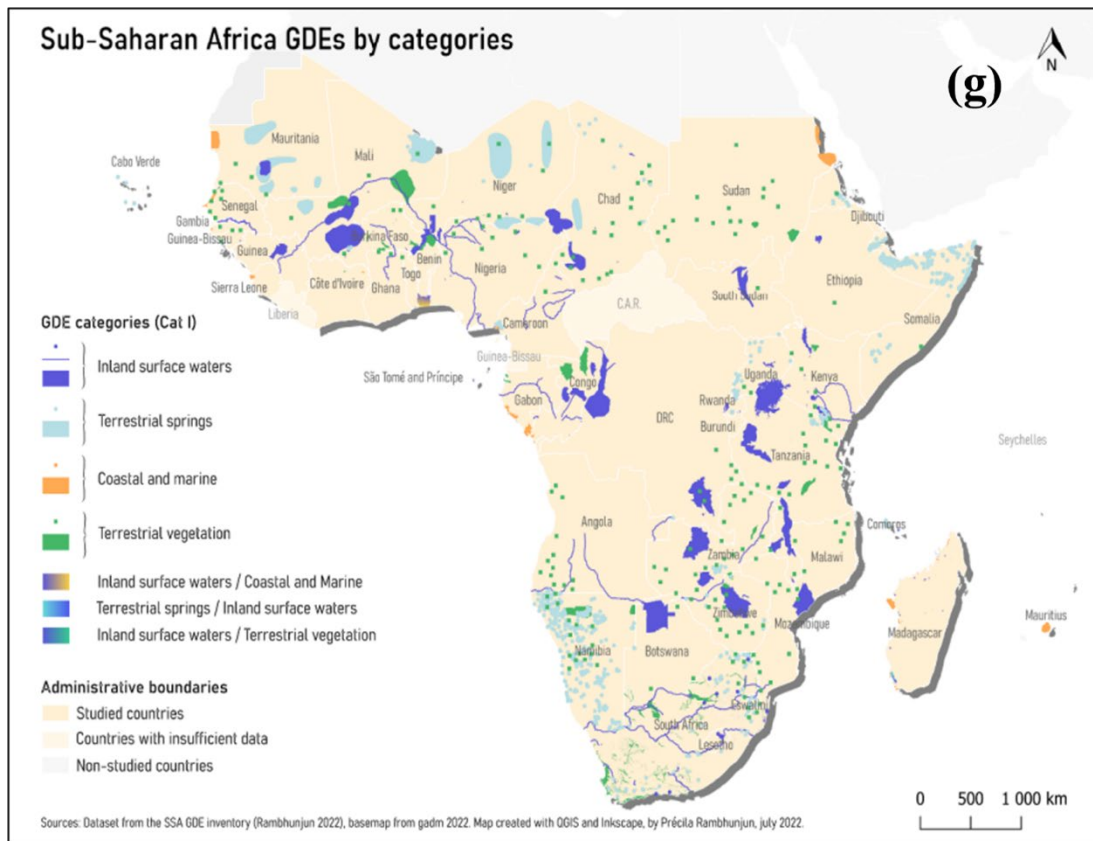 Sub-Saharan Africa GDEs by categories
N
(g)
Cabo Verde
Mauritania
Mali
Niger
Chad
Sudan
Senegal
Gambia
Guinea-Bissau
Guinea
Burkina Faso
Benin
Togo
Nigeria
Djibouti
Ethiopia
Sierra Leone
Côte d'Ivoire
Ghana
Liberia
South Sudan
C.A.R.
Somalia
Cameroon
Guinea-Bissau
São Tomé and Príncipe
Gabon
Congo
Uganda
Kenya
Rwanda
DRC
Burundi
Tanzania
Seychelles
Angola
Comoros
Zambia
Malawi
Zimbabwe
Mozambique
Madagascar
Mauritius
Namibia
Botswana
Eswatini
South Africa
Lesotho
GDE categories (Cat I)
Inland surface waters
Terrestrial springs
Coastal and marine
Terrestrial vegetation
Inland surface waters / Coastal and Marine
Terrestrial springs / Inland surface waters
Inland surface waters / Terrestrial vegetation
Administrative boundaries
Studied countries
Countries with insufficient data
Non-studied countries
0 500 1 000 km
Sources: Dataset from the SSA GDE inventory (Rambhunjun 2022), basemap from gadm 2022. Map created with QGIS and Inkscape, by Précila Rambhunjun, july 2022.